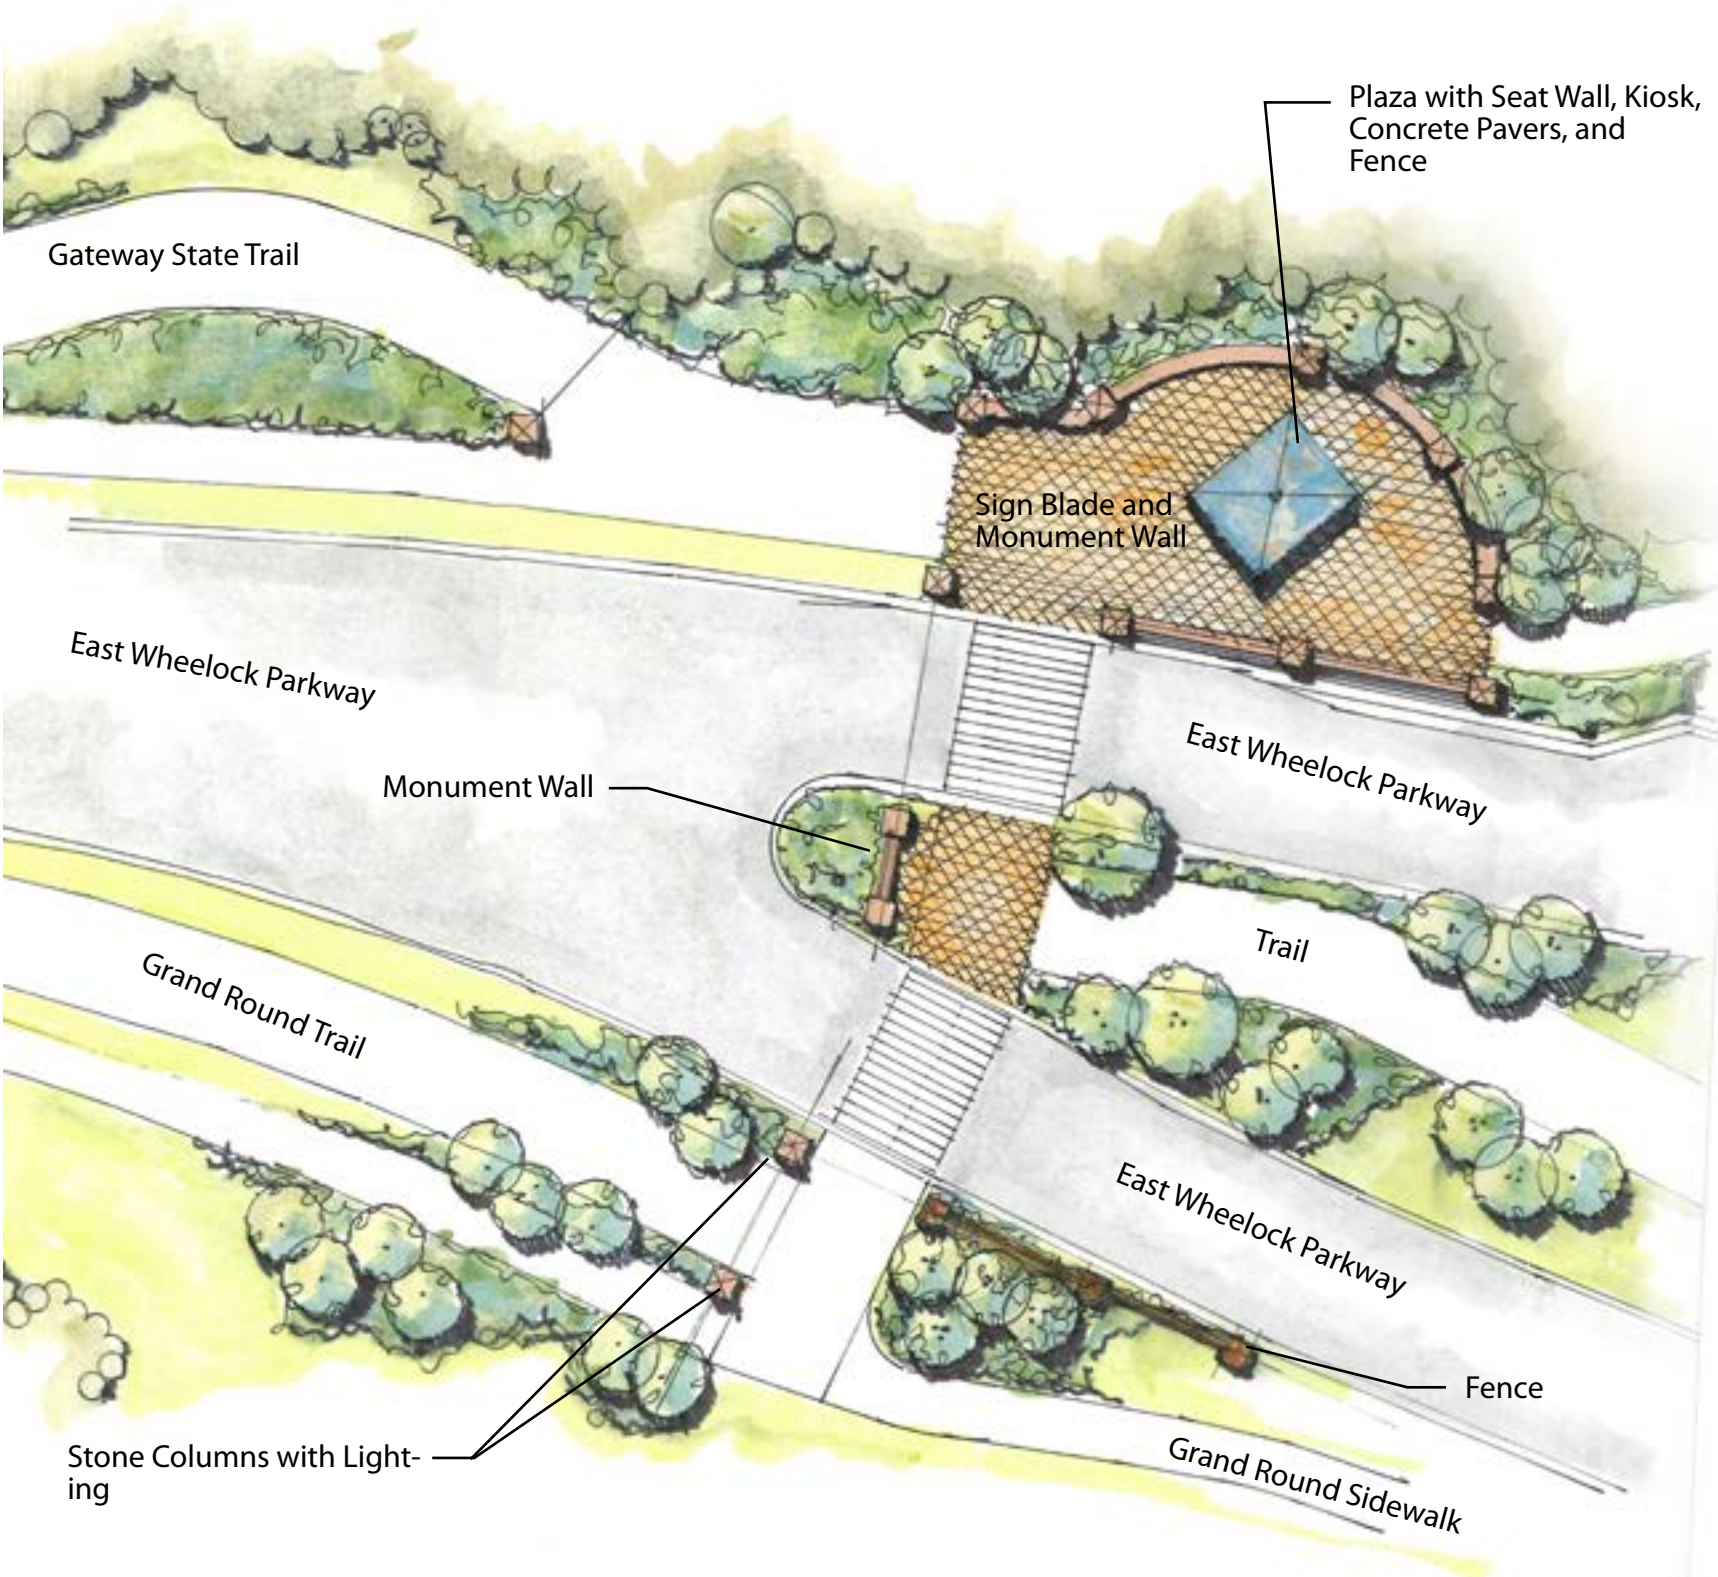 Plaza with Seat Wall, Kiosk,
Concrete Pavers, and
Fence
Gateway State Trail
Sign Blade and
Monument Wall
East Wheelock Parkway
East Wheelock Parkway
Monument Wall
Trail
Grand Round Trail
East Wheelock Parkway
Fence
Stone Columns with Light-
ing
Grand Round Sidewalk